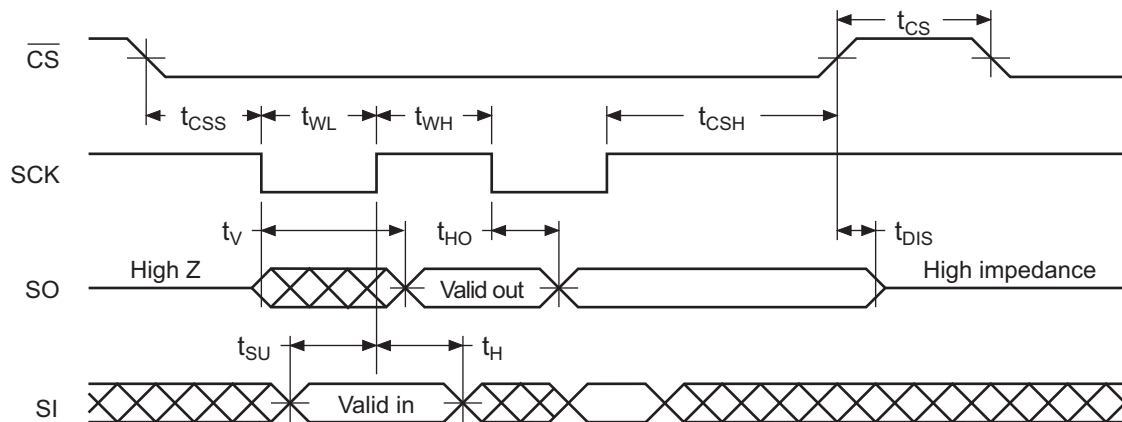 tCS
CS
tCSS tWL tWH tCSH
SCK
tV tHO tDIS
High Z High impedance
SO Valid out
tSU tH
SI Valid in